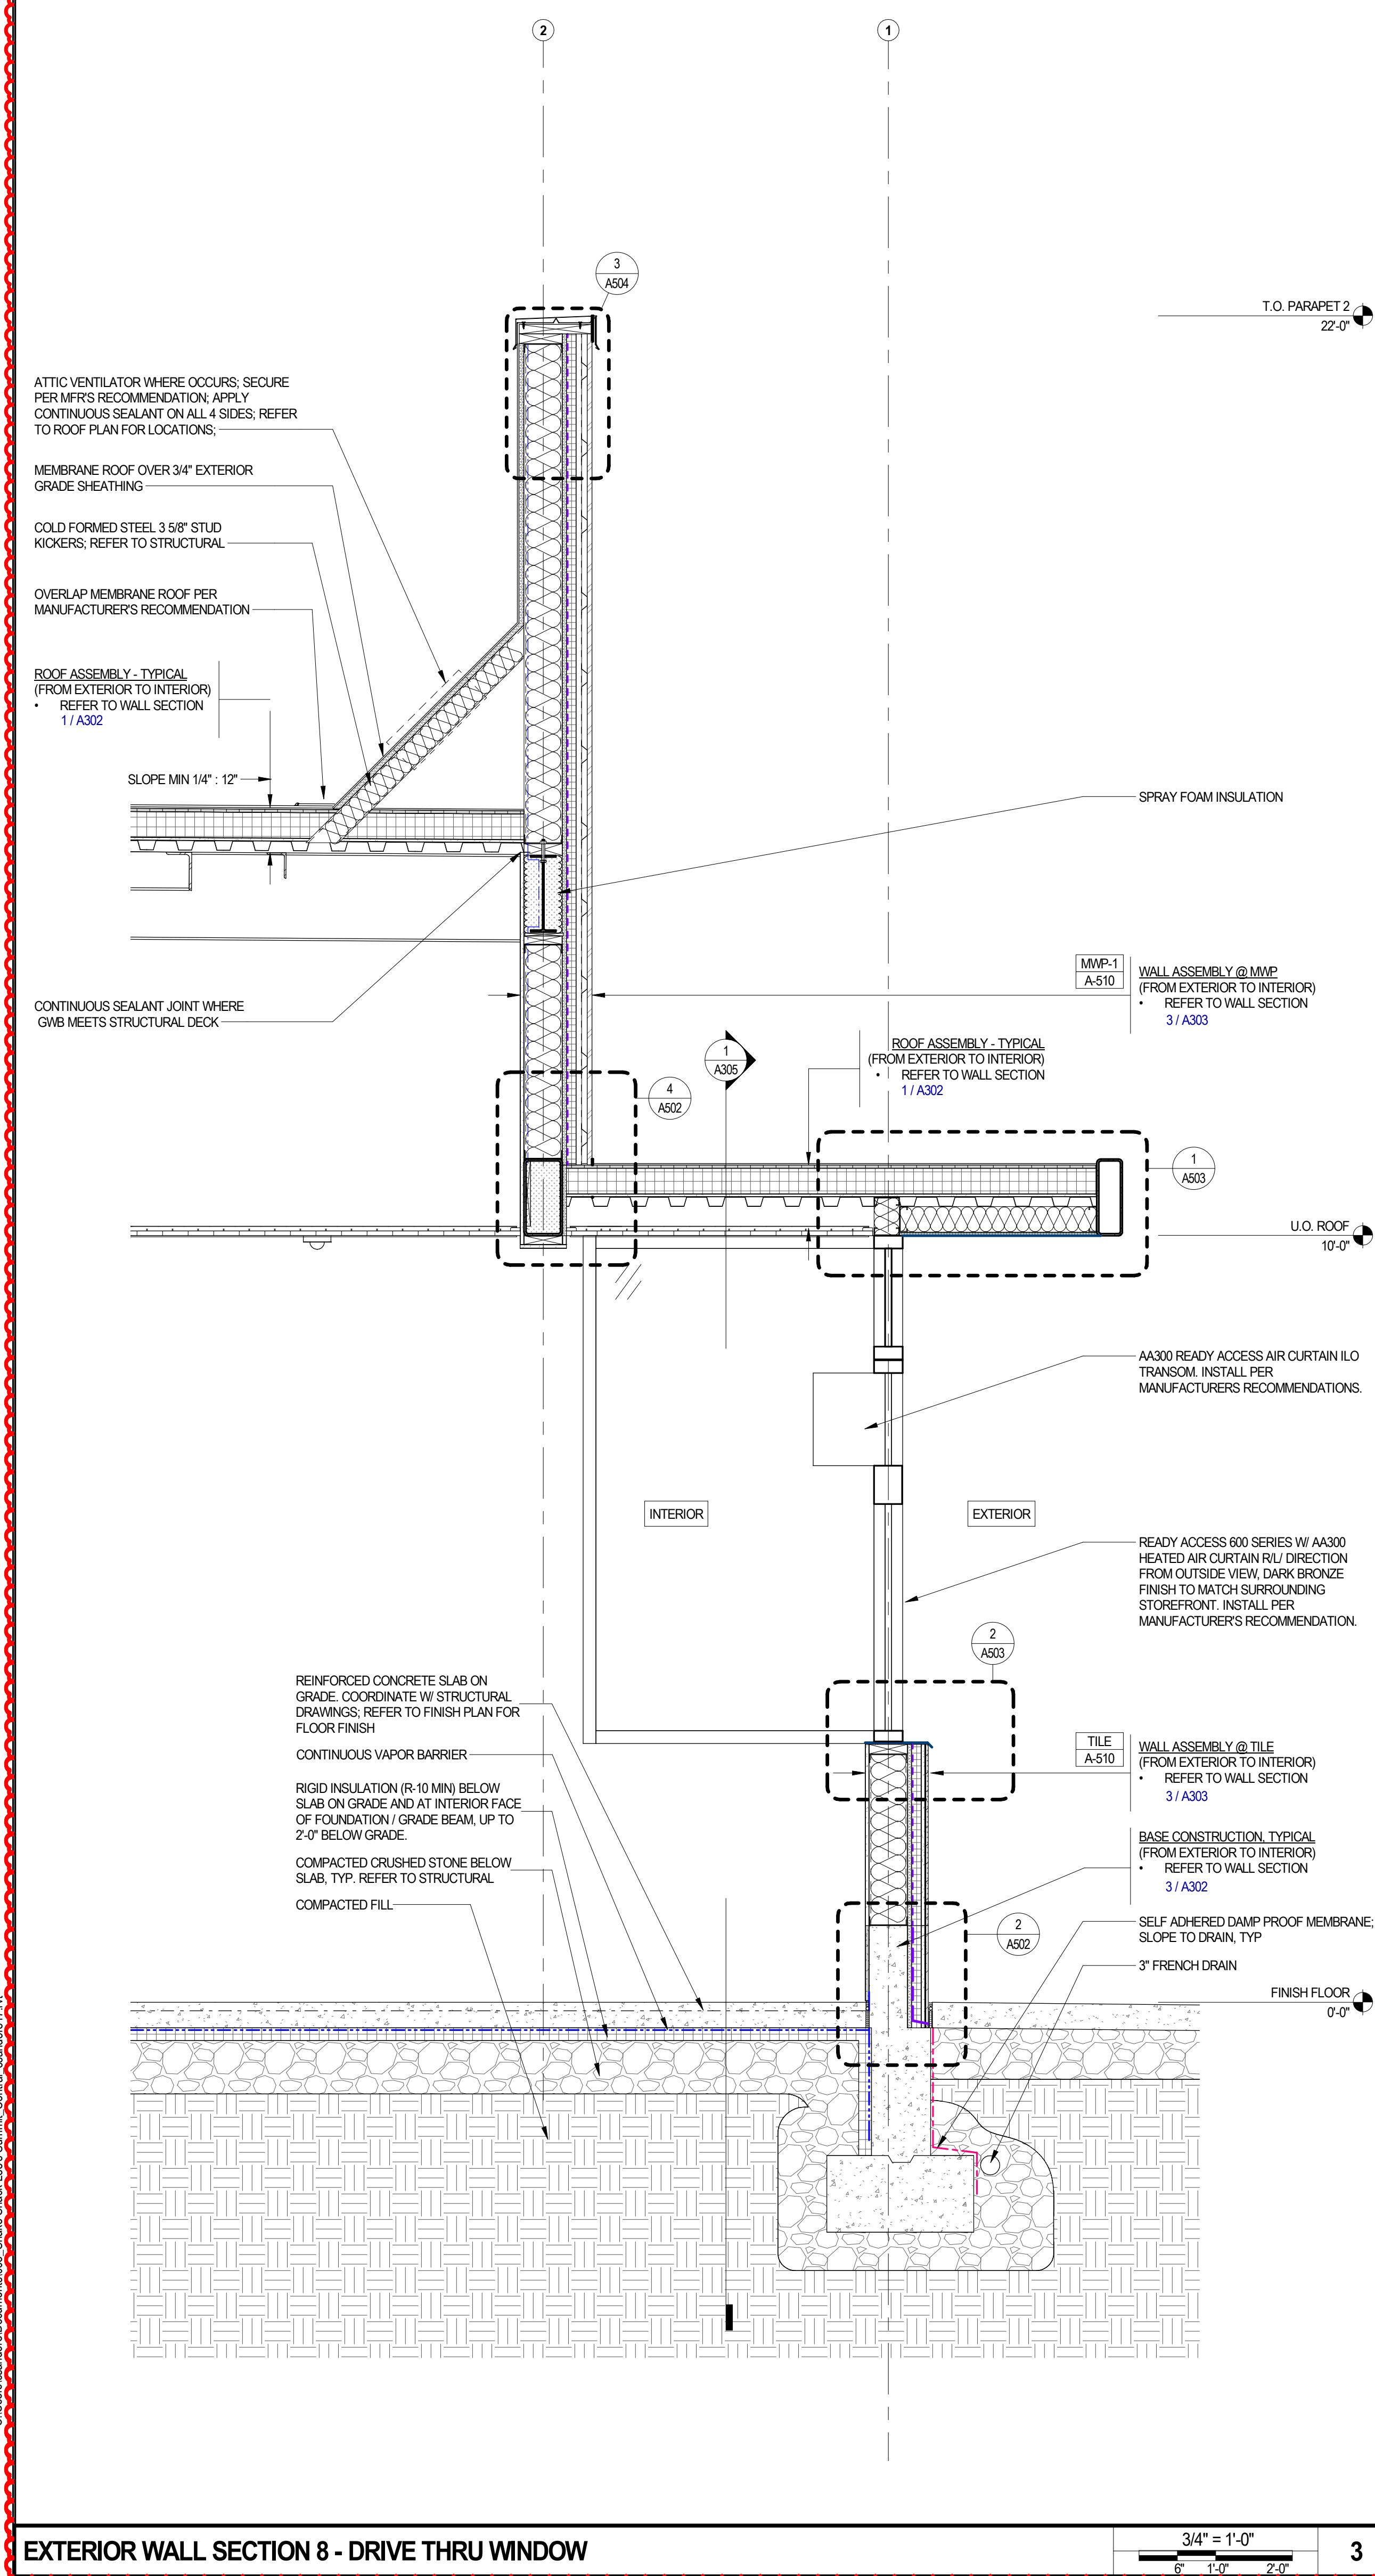 2
1
3
A504
T.O. PARAPET 2
22'-0"
ATTIC VENTILATOR WHERE OCCURS; SECURE
PER MFR'S RECOMMENDATION; APPLY
CONTINUOUS SEALANT ON ALL 4 SIDES; REFER
TO ROOF PLAN FOR LOCATIONS;
MEMBRANE ROOF OVER 3/4" EXTERIOR
GRADE SHEATHING
COLD FORMED STEEL 3 5/8" STUD
KICKERS; REFER TO STRUCTURAL
OVERLAP MEMBRANE ROOF PER
MANUFACTURER'S RECOMMENDATION
ROOF ASSEMBLY - TYPICAL
(FROM EXTERIOR TO INTERIOR)
• REFER TO WALL SECTION
1 / A302
SLOPE MIN 1/4" : 12"
SPRAY FOAM INSULATION
CONTINUOUS SEALANT JOINT WHERE
GWB MEETS STRUCTURAL DECK
MWP-1
A-510
WALL ASSEMBLY @ MWP
(FROM EXTERIOR TO INTERIOR)
• REFER TO WALL SECTION
3 / A303
1
A305
ROOF ASSEMBLY - TYPICAL
(FROM EXTERIOR TO INTERIOR)
• REFER TO WALL SECTION
1 / A302
4
A502
1
A503
U.O. ROOF
10'-0"
AA300 READY ACCESS AIR CURTAIN ILO
TRANSOM. INSTALL PER
MANUFACTURERS RECOMMENDATIONS.
INTERIOR
EXTERIOR
READY ACCESS 600 SERIES W/ AA300
HEATED AIR CURTAIN R/L/ DIRECTION
FROM OUTSIDE VIEW, DARK BRONZE
FINISH TO MATCH SURROUNDING
STOREFRONT. INSTALL PER
MANUFACTURER'S RECOMMENDATION.
2
A503
REINFORCED CONCRETE SLAB ON
GRADE. COORDINATE W/ STRUCTURAL
DRAWINGS; REFER TO FINISH PLAN FOR
FLOOR FINISH
CONTINUOUS VAPOR BARRIER
RIGID INSULATION (R-10 MIN) BELOW
SLAB ON GRADE AND AT INTERIOR FACE
OF FOUNDATION / GRADE BEAM, UP TO
2'-0" BELOW GRADE.
COMPACTED CRUSHED STONE BELOW
SLAB, TYP. REFER TO STRUCTURAL
COMPACTED FILL
TILE
A-510
WALL ASSEMBLY @ TILE
(FROM EXTERIOR TO INTERIOR)
• REFER TO WALL SECTION
3 / A303
BASE CONSTRUCTION, TYPICAL
(FROM EXTERIOR TO INTERIOR)
• REFER TO WALL SECTION
3 / A302
2
A502
SELF ADHERED DAMP PROOF MEMBRANE;
SLOPE TO DRAIN, TYP
3" FRENCH DRAIN
FINISH FLOOR
0'-0"
EXTERIOR WALL SECTION 8 - DRIVE THRU WINDOW
3/4" = 1'-0"
6" 1'-0" 2'-0"
3